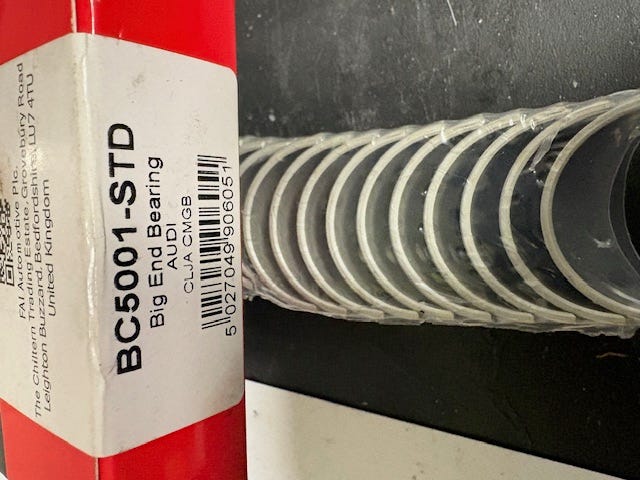 FAI Automotive Plc.
The Chiltern Trading Estate, Grovebury Road
Leighton Buzzard, Bedfordshire, LU7 4TU
United Kingdom
BC5001-STD
Big End Bearing
AUDI
CLJA CMGB
5 027049 906051